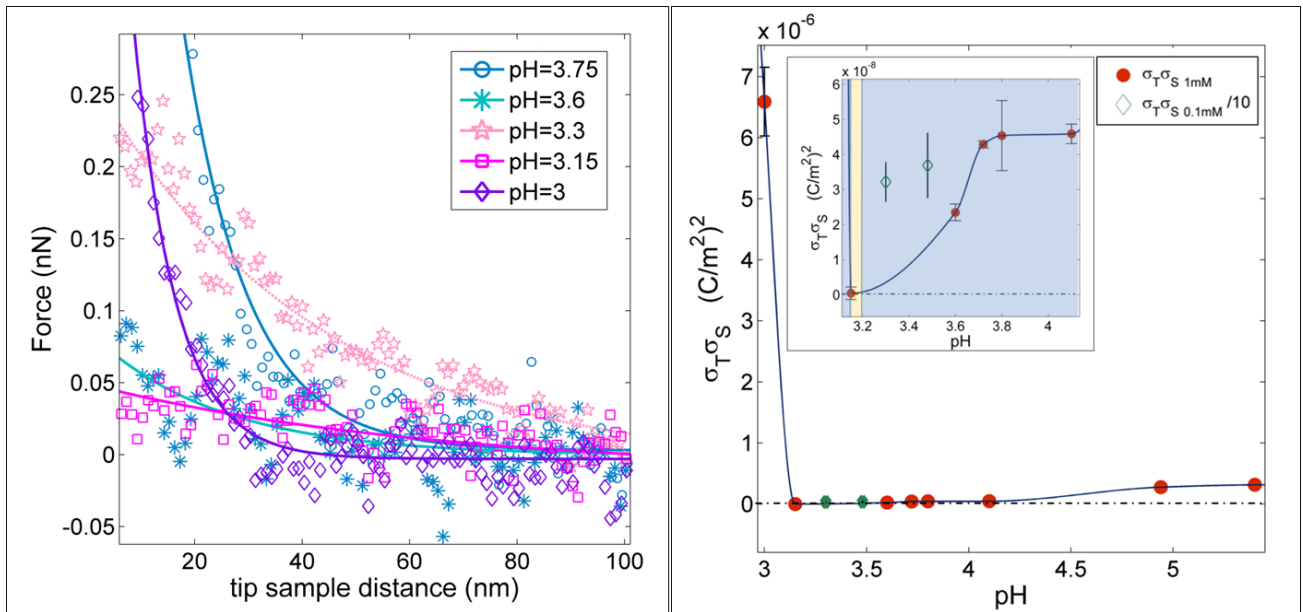 0.25
0.2
0.15
0.1
0.05
0
-0.05
Force (nN)
20
40
60
80
100
tip sample distance (nm)
pH=3.75
pH=3.6
pH=3.3
pH=3.15
pH=3
x 10⁻⁶
7
6
5
4
3
2
1
0
σTσS (C/m²)²
3
3.5
4
4.5
5
pH
σTσS 1mM
σTσS 0.1mM /10
x 10⁻⁸
6
5
4
3
2
1
0
σTσS (C/m²)²
3.2
3.4
3.6
3.8
4
pH